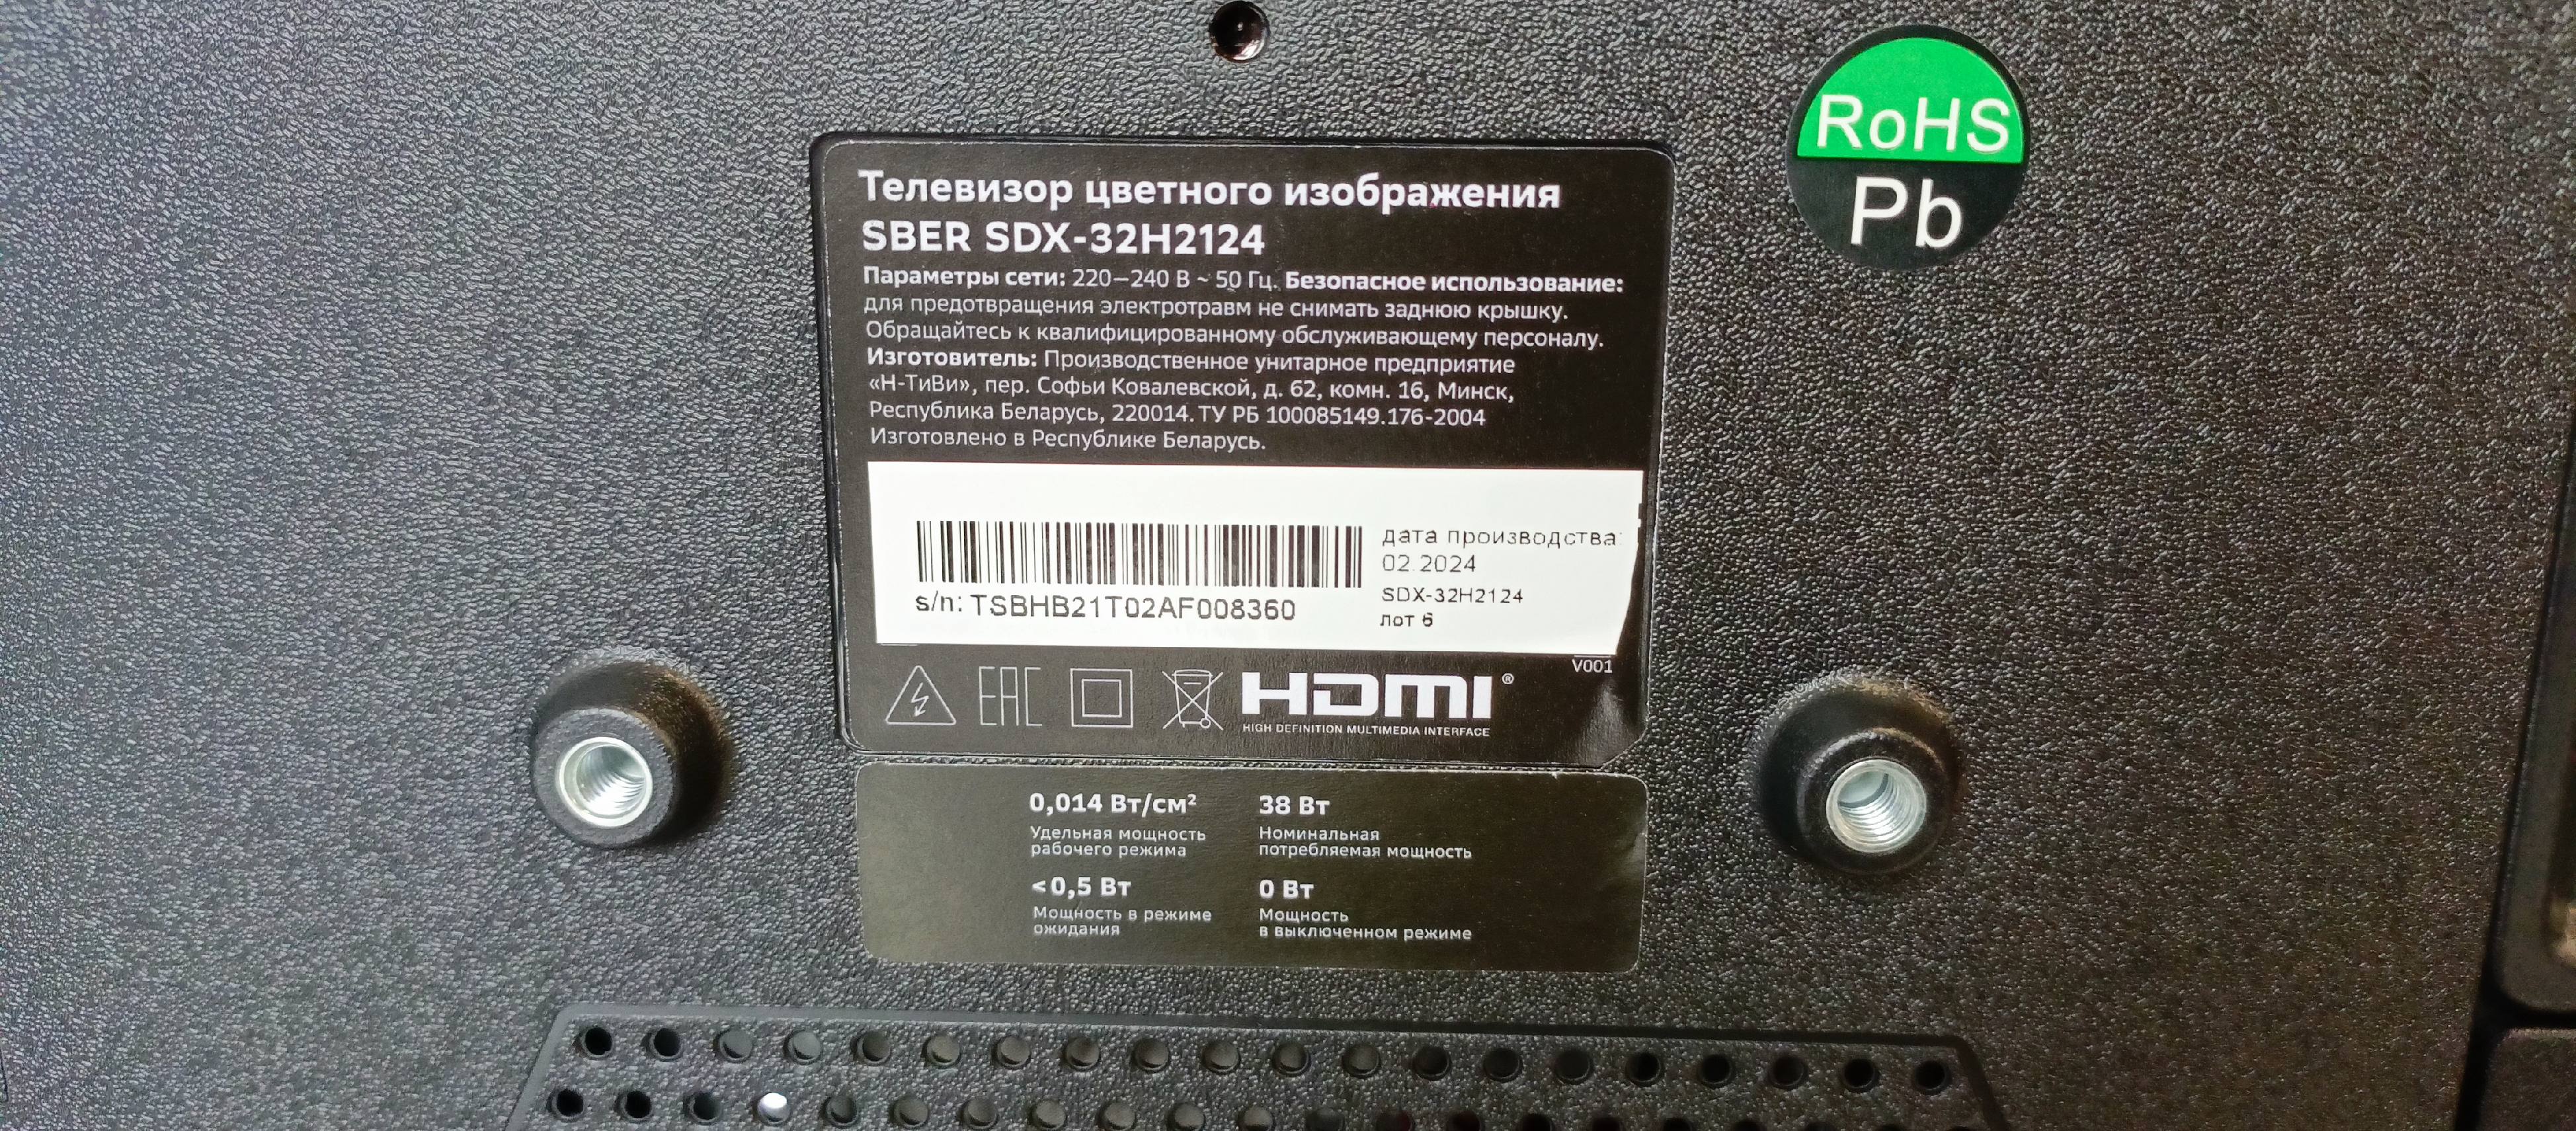 RoHS
Pb
Телевизор цветного изображения
SBER SDX-32H2124
Параметры сети: 220–240 В ~ 50 Гц. Безопасное использование:
для предотвращения электротравм не снимать заднюю крышку.
Обращайтесь к квалифицированному обслуживающему персоналу.
Изготовитель: Производственное унитарное предприятие
«Н-ТиВи», пер. Софьи Ковалевской, д. 62, комн. 16, Минск,
Республика Беларусь, 220014. ТУ РБ 100085149.176-2004
Изготовлено в Республике Беларусь.
дата производства:
02.2024
SDX-32H2124
лот 6
s/n: TSBHB21T02AF008360
V001
EAC HDMI®
HIGH DEFINITION MULTIMEDIA INTERFACE
0,014 Вт/см² 38 Вт
Удельная мощность Номинальная
рабочего режима потребляемая мощность
<0,5 Вт 0 Вт
Мощность в режиме Мощность
ожидания в выключенном режиме